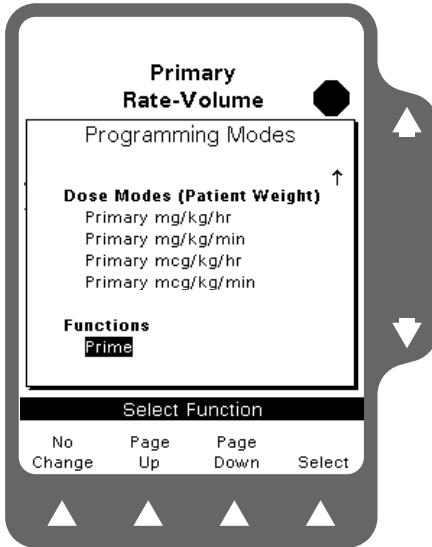 Primary
Rate-Volume
Programming Modes
↑
Dose Modes (Patient Weight)
Primary mg/kg/hr
Primary mg/kg/min
Primary mcg/kg/hr
Primary mcg/kg/min
Functions
Prime
Select Function
No Change
Page Up
Page Down
Select